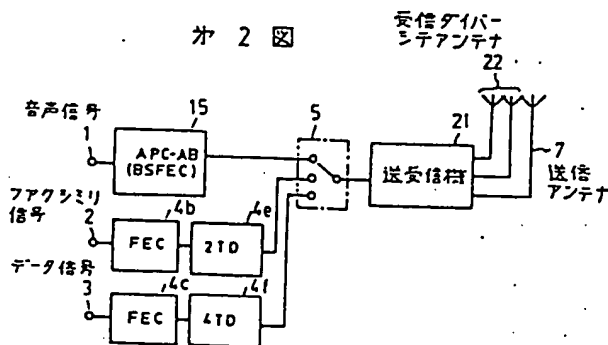 第2図
受信ダイバー
シテアンテナ
22
音声信号
1
15
APC-AB
(BSFEC)
5
21
送受信機
7
送信
アンテナ
ファクシミリ
信号
2
4b
FEC
4e
2TD
データ信号
3
4c
FEC
4f
4TD